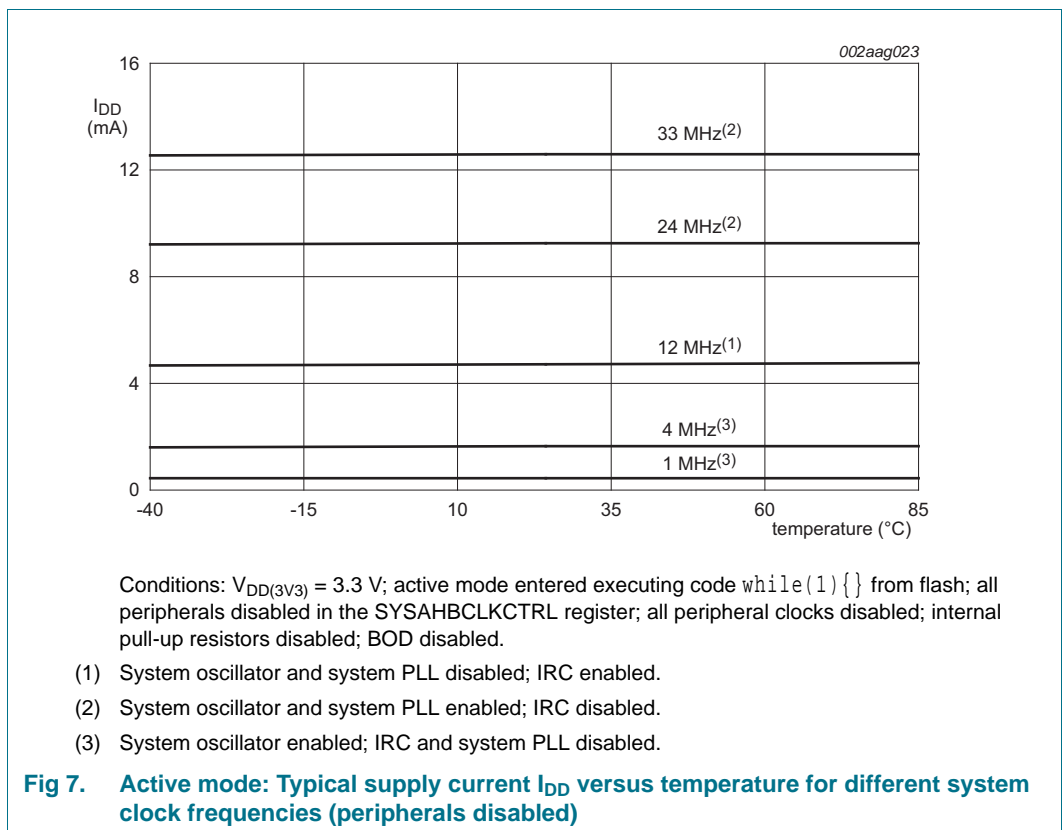 002aag023
16
I_DD
(mA)
33 MHz(2)
12
24 MHz(2)
8
12 MHz(1)
4
4 MHz(3)
1 MHz(3)
0
-40 -15 10 35 60 85
temperature (°C)
Conditions: V_DD(3V3) = 3.3 V; active mode entered executing code while(1){} from flash; all
peripherals disabled in the SYSAHBCLKCTRL register; all peripheral clocks disabled; internal
pull-up resistors disabled; BOD disabled.
(1) System oscillator and system PLL disabled; IRC enabled.
(2) System oscillator and system PLL enabled; IRC disabled.
(3) System oscillator enabled; IRC and system PLL disabled.
Fig 7. Active mode: Typical supply current I_DD versus temperature for different system
clock frequencies (peripherals disabled)